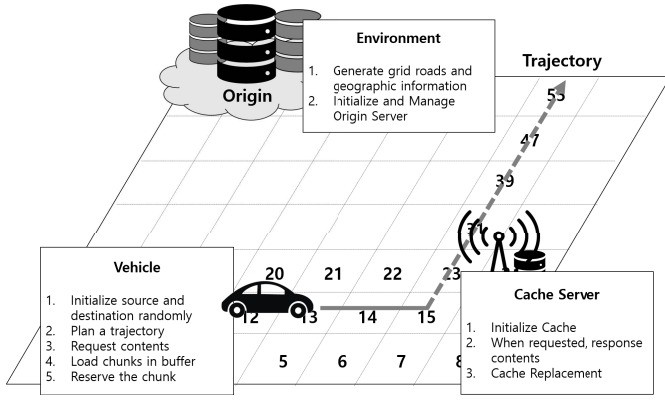 Environment
1. Generate grid roads and
geographic information
2. Initialize and Manage
Origin Server
Origin
Trajectory
55
47
39
31
Vehicle
1. Initialize source and
destination randomly
2. Plan a trajectory
3. Request contents
4. Load chunks in buffer
5. Reserve the chunk
20 21 22 23
12 13 14 15
5 6 7
Cache Server
1. Initialize Cache
2. When requested, response
contents
3. Cache Replacement